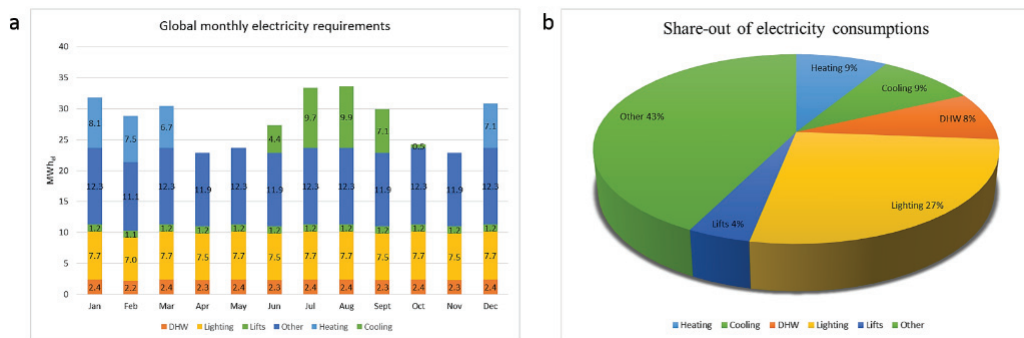 a
Global monthly electricity requirements
40
35
30
25
20
15
10
5
0
MWhel
8.1 7.5 6.7 4.4 9.7 9.9 7.1 0.5 7.1
12.3 11.1 12.3 11.9 12.3 11.9 12.3 12.3 11.9 12.3 11.9 12.3
1.2 1.1 1.2 1.2 1.2 1.2 1.2 1.2 1.2 1.2 1.2 1.2
7.7 7.0 7.7 7.5 7.7 7.5 7.7 7.7 7.5 7.7 7.5 7.7
2.4 2.2 2.4 2.3 2.4 2.3 2.4 2.4 2.3 2.4 2.3 2.4
Jan Feb Mar Apr May Jun Jul Aug Sept Oct Nov Dec
DHW Lighting Lifts Other Heating Cooling
b
Share-out of electricity consumptions
Heating 9%
Cooling 9%
DHW 8%
Other 43%
Lighting 27%
Lifts 4%
Heating Cooling DHW Lighting Lifts Other